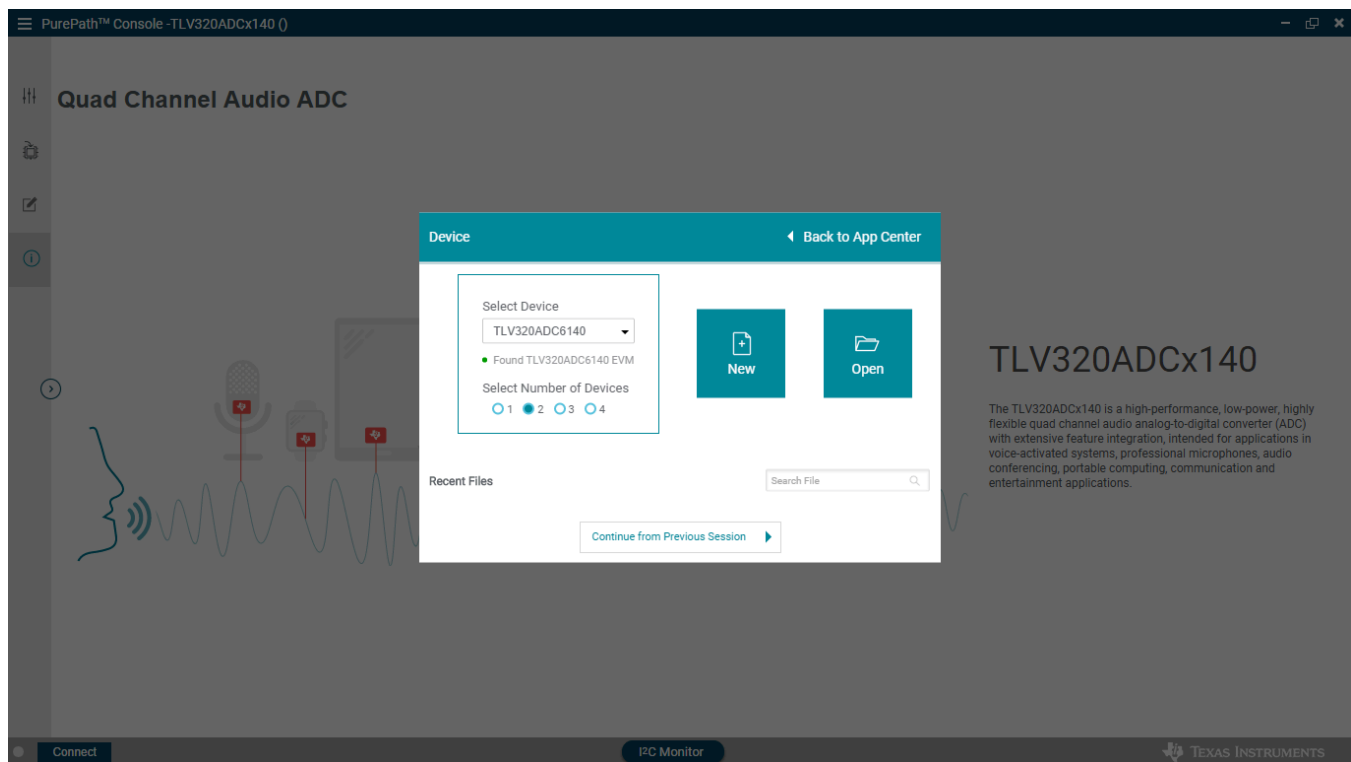 PurePath™ Console -TLV320ADCx140 ()
Quad Channel Audio ADC
Device
Back to App Center
Select Device
TLV320ADC6140
Found TLV320ADC6140 EVM
Select Number of Devices
1 2 3 4
New
Open
Recent Files
Search File
Continue from Previous Session
TLV320ADCx140
The TLV320ADCx140 is a high-performance, low-power, highly
flexible quad channel audio analog-to-digital converter (ADC)
with extensive feature integration, intended for applications in
voice-activated systems, professional microphones, audio
conferencing, portable computing, communication and
entertainment applications.
Connect
I²C Monitor
TEXAS INSTRUMENTS